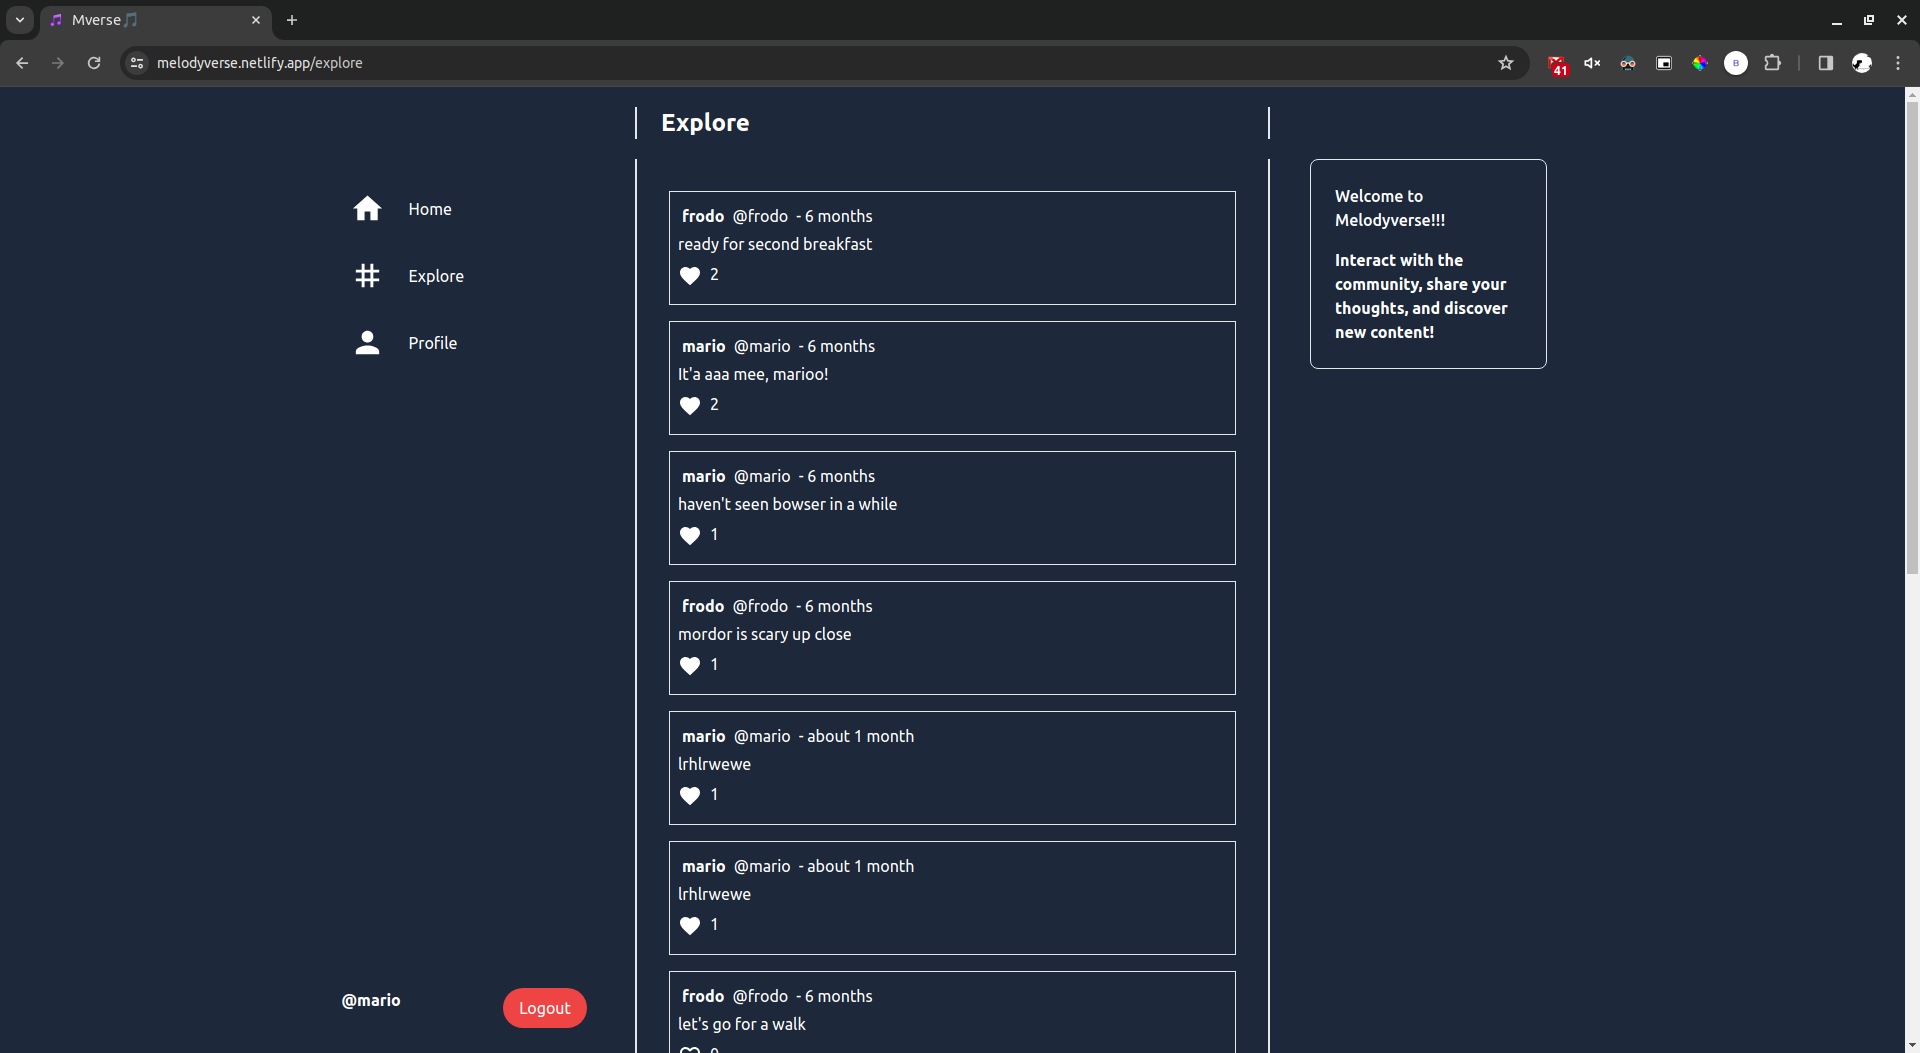 Mverse🎵
melodyverse.netlify.app/explore
41
B
Explore
Home
Explore
Profile
frodo @frodo - 6 months
ready for second breakfast
2
mario @mario - 6 months
It'a aaa mee, marioo!
2
mario @mario - 6 months
haven't seen bowser in a while
1
frodo @frodo - 6 months
mordor is scary up close
1
mario @mario - about 1 month
lrhlrwewe
1
mario @mario - about 1 month
lrhlrwewe
1
frodo @frodo - 6 months
let's go for a walk
Welcome to
Melodyverse!!!
Interact with the
community, share your
thoughts, and discover
new content!
@mario
Logout